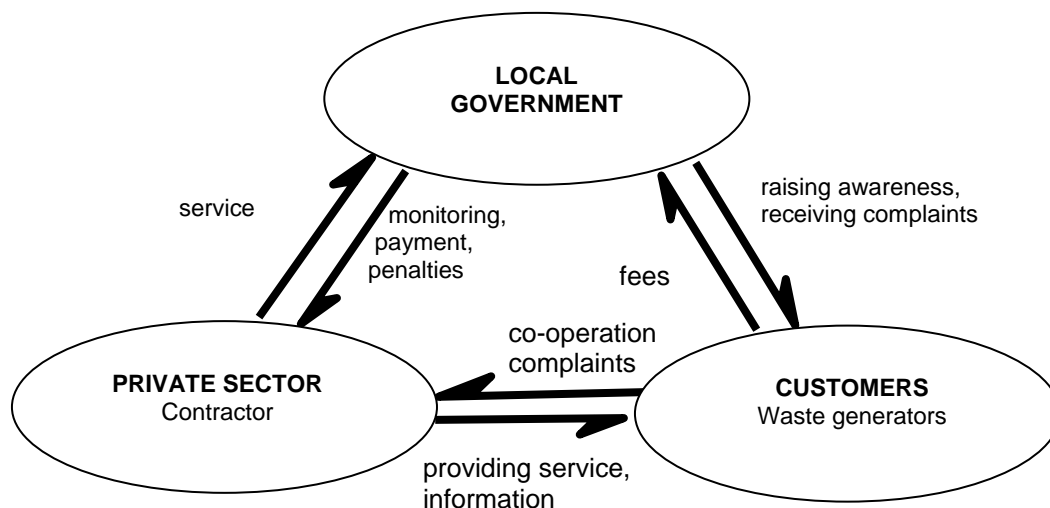 LOCAL
GOVERNMENT
service
monitoring,
payment,
penalties
raising awareness,
receiving complaints
fees
co-operation
complaints
PRIVATE SECTOR
Contractor
CUSTOMERS
Waste generators
providing service,
information